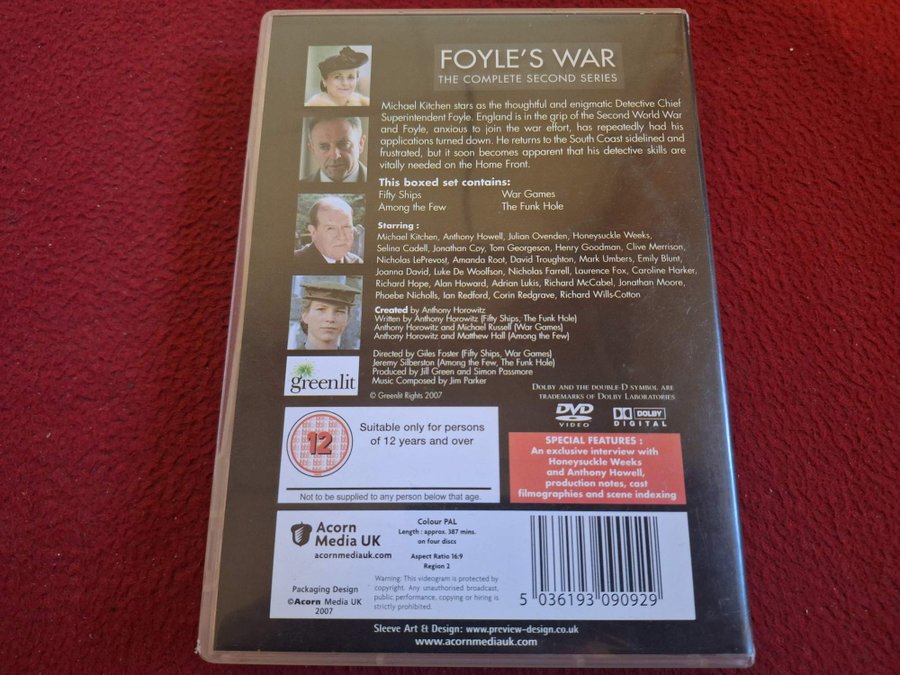 FOYLE'S WAR
THE COMPLETE SECOND SERIES
Michael Kitchen stars as the thoughtful and enigmatic Detective Chief
Superintendent Foyle. England is in the grip of the Second World War
and Foyle, anxious to join the war effort, has repeatedly had his
applications turned down. He returns to the South Coast sidelined and
frustrated, but it soon becomes apparent that his detective skills are
vitally needed on the Home Front.
This boxed set contains:
Fifty Ships War Games
Among the Few The Funk Hole
Starring :
Michael Kitchen, Anthony Howell, Julian Ovenden, Honeysuckle Weeks,
Selina Cadell, Jonathan Coy, Tom Georgeson, Henry Goodman, Clive Merrison,
Nicholas LePrevost, Amanda Root, David Troughton, Mark Umbers, Emily Blunt,
Joanna David, Luke De Woolfson, Nicholas Farrell, Laurence Fox, Caroline Harker,
Richard Hope, Alan Howard, Adrian Lukis, Richard McCabel, Jonathan Moore,
Phoebe Nicholls, Ian Redford, Corin Redgrave, Richard Wills-Cotton
Created by Anthony Horowitz
Written by Anthony Horowitz (Fifty Ships, The Funk Hole)
Anthony Horowitz and Michael Russell (War Games)
Anthony Horowitz and Matthew Hall (Among the Few)
Directed by Giles Foster (Fifty Ships, War Games)
Jeremy Silberston (Among the Few, The Funk Hole)
Produced by Jill Green and Simon Passmore
Music Composed by Jim Parker
© Greenlit Rights 2007
greenlit
DOLBY AND THE DOUBLE-D SYMBOL ARE
TRADEMARKS OF DOLBY LABORATORIES
DVD
VIDEO
DOLBY
DIGITAL
12
Suitable only for persons
of 12 years and over
Not to be supplied to any person below that age.
SPECIAL FEATURES :
An exclusive interview with
Honeysuckle Weeks
and Anthony Howell,
production notes, cast
filmographies and scene indexing
Acorn
Media UK
acornmediauk.com
Packaging Design
©Acorn Media UK
2007
Colour PAL
Length : approx. 387 mins.
on four discs
Aspect Ratio 16:9
Region 2
Warning: This videogram is protected by
copyright. Any unauthorised broadcast,
public performance, copying or hiring is
strictly prohibited.
5 036193 090929
Sleeve Art & Design: www.preview-design.co.uk
www.acornmediauk.com